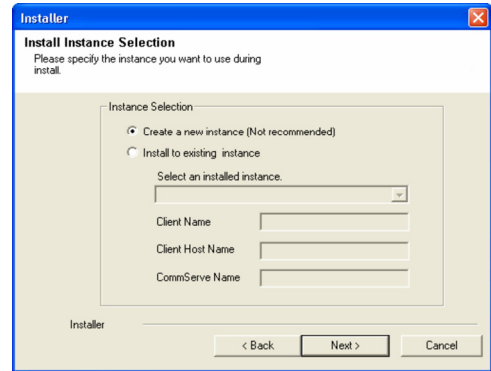 Installer
Install Instance Selection
Please specify the instance you want to use during
install.
Instance Selection
Create a new instance (Not recommended)
Install to existing instance
Select an installed instance.
Client Name
Client Host Name
CommServe Name
Installer
< Back
Next >
Cancel